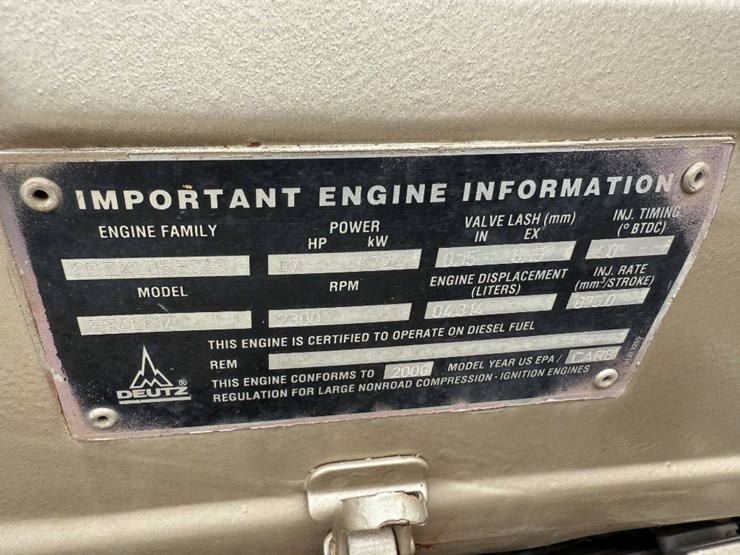 IMPORTANT ENGINE INFORMATION
ENGINE FAMILY
POWER
HP kW
VALVE LASH (mm)
IN EX
INJ. TIMING
(° BTDC)
MODEL
RPM
ENGINE DISPLACEMENT
(LITERS)
INJ. RATE
(mm³/STROKE)
2300
04.314
THIS ENGINE IS CERTIFIED TO OPERATE ON DIESEL FUEL
REM
THIS ENGINE CONFORMS TO 2006 MODEL YEAR US EPA / CARB
REGULATION FOR LARGE NONROAD COMPRESSION - IGNITION ENGINES
DEUTZ ®